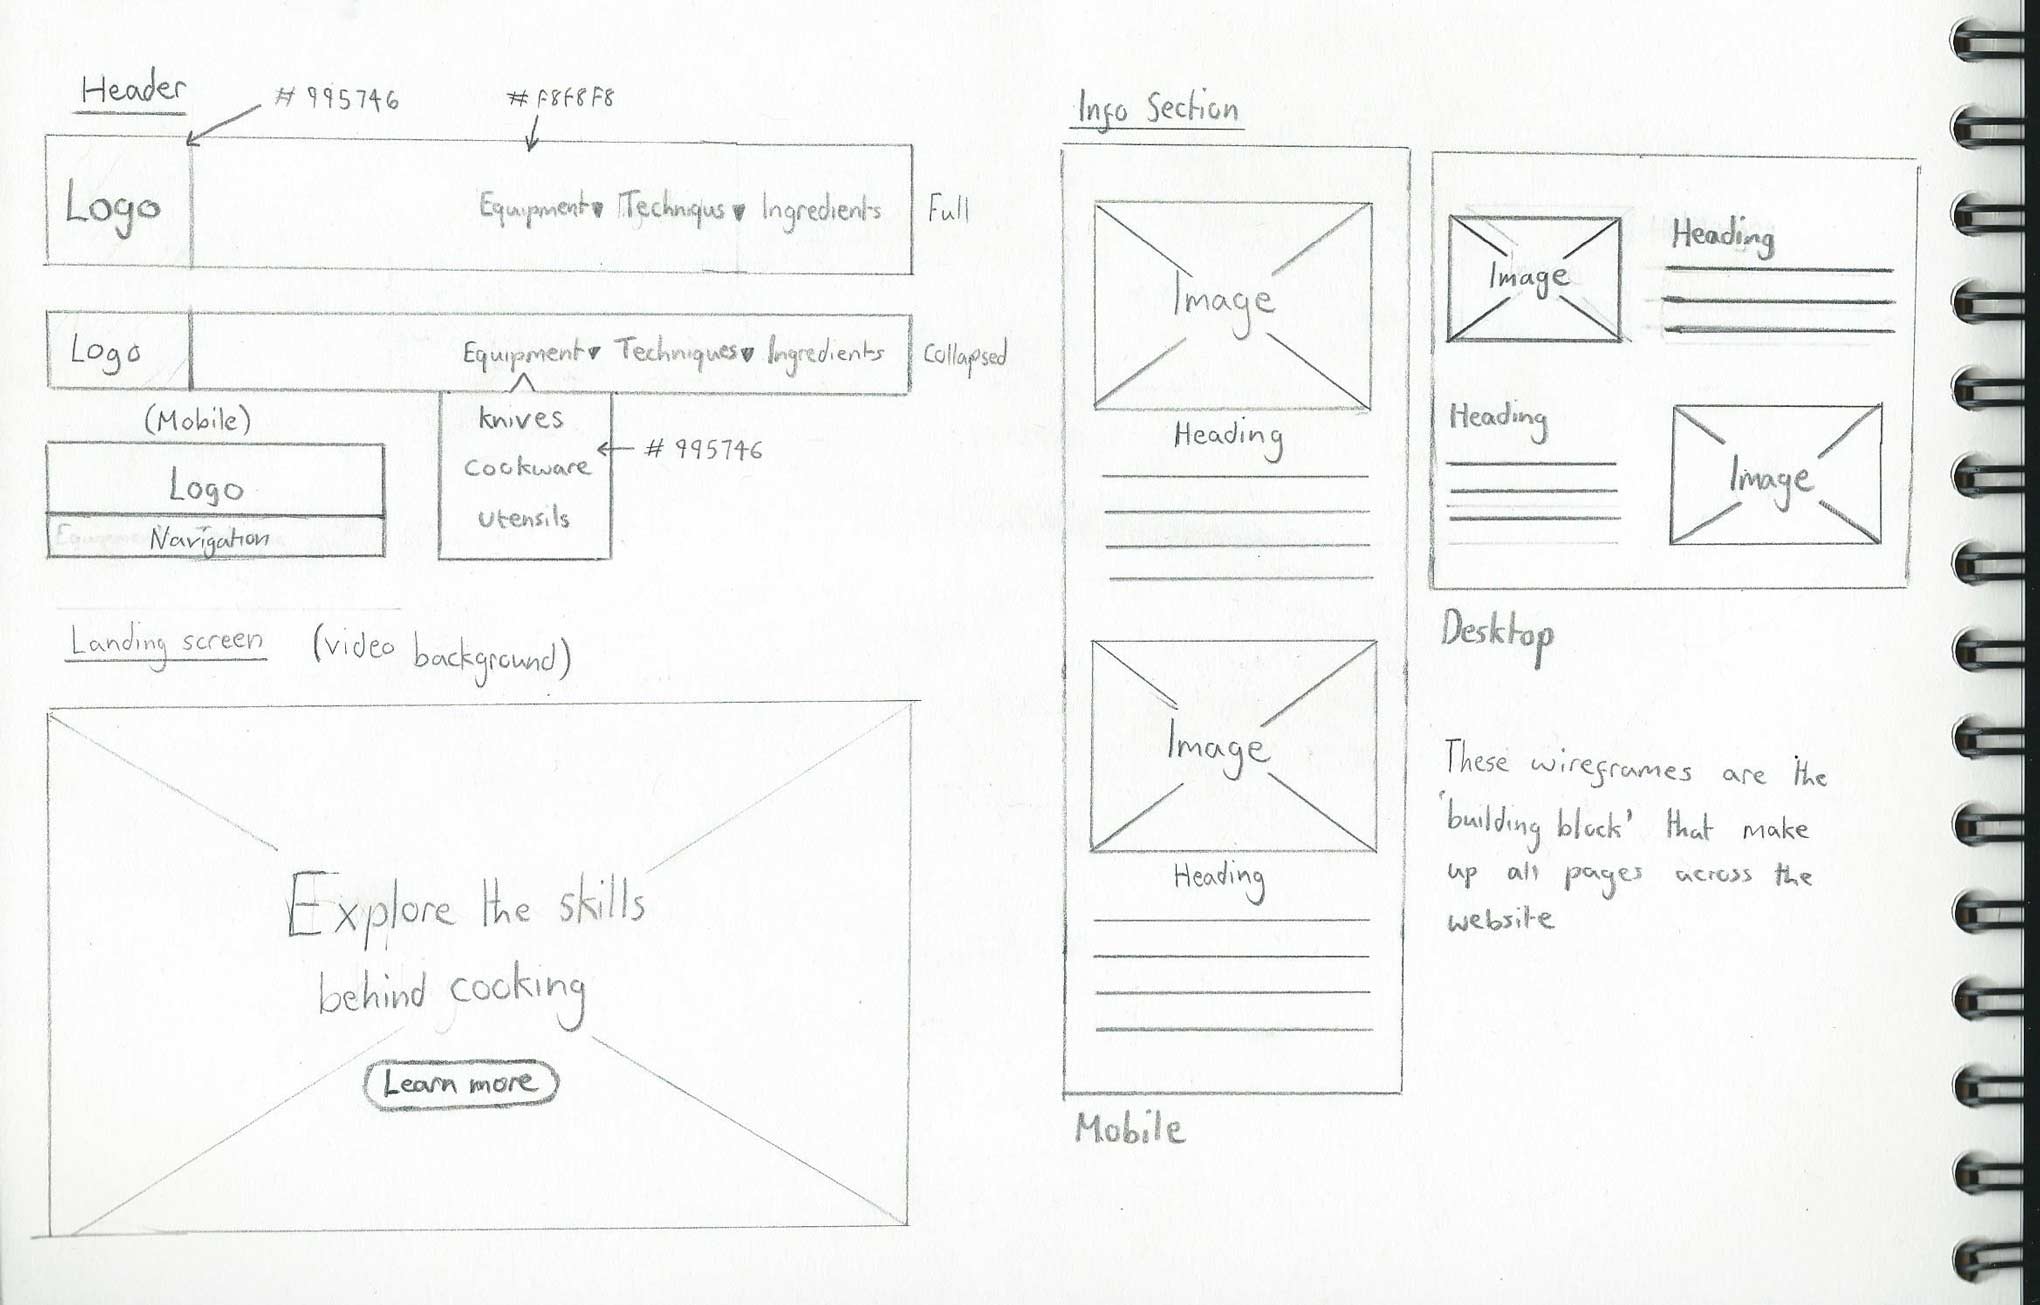 Header
# 995746
# F8F8F8
Logo
Equipment▾ Techniqus▾ Ingredients
Full
Logo
Equipment▾ Techniques▾ Ingredients
Collapsed
(Mobile)
Logo
Navigation
knives
cookware
utensils
# 995746
Landing screen (video background)
Explore the skills
behind cooking
Learn more
Info Section
Image
Heading
Image
Heading
Mobile
Image
Heading
Heading
Image
Desktop
These wireframes are the
'building block' that make
up all pages across the
website